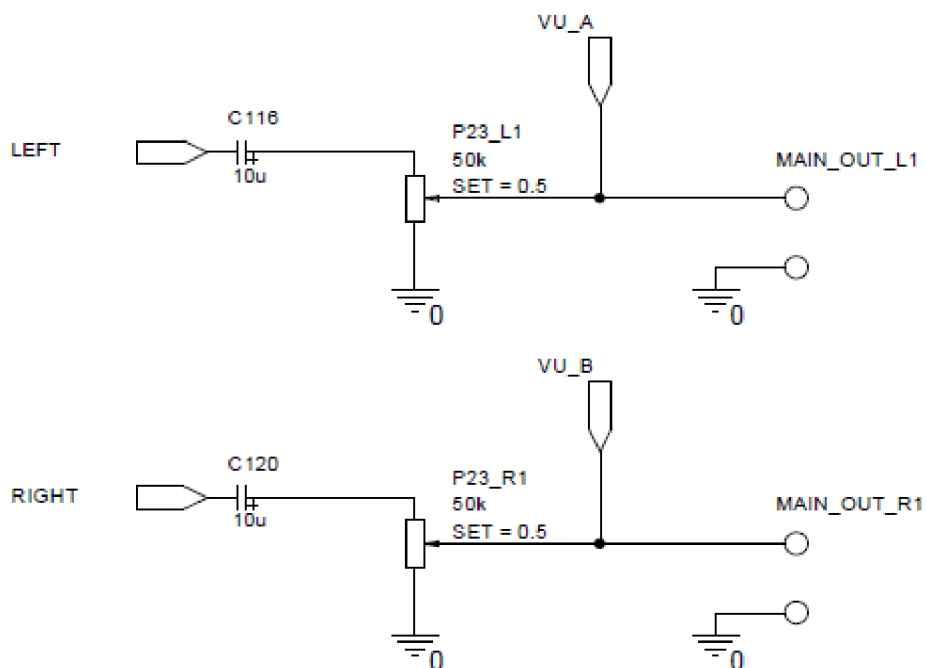 VU_A
C116
LEFT
10u
P23_L1
50k
SET = 0.5
MAIN_OUT_L1
0
0
VU_B
C120
RIGHT
10u
P23_R1
50k
SET = 0.5
MAIN_OUT_R1
0
0